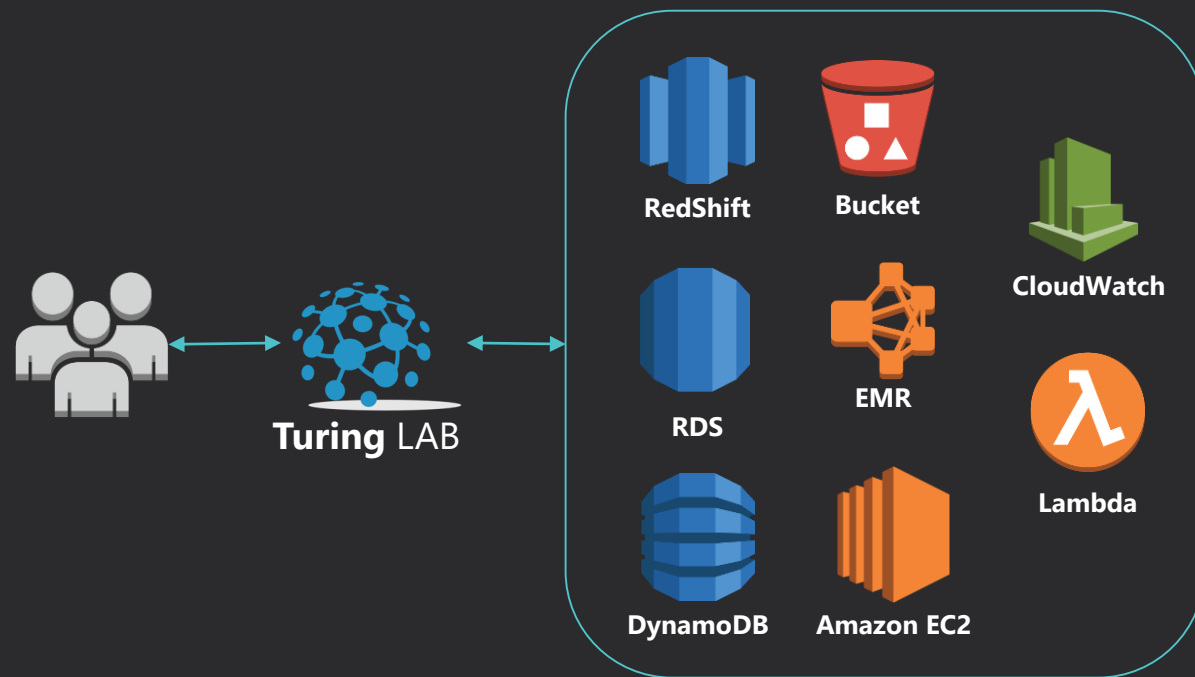 RedShift
Bucket
CloudWatch
RDS
EMR
Lambda
DynamoDB
Amazon EC2
Turing LAB